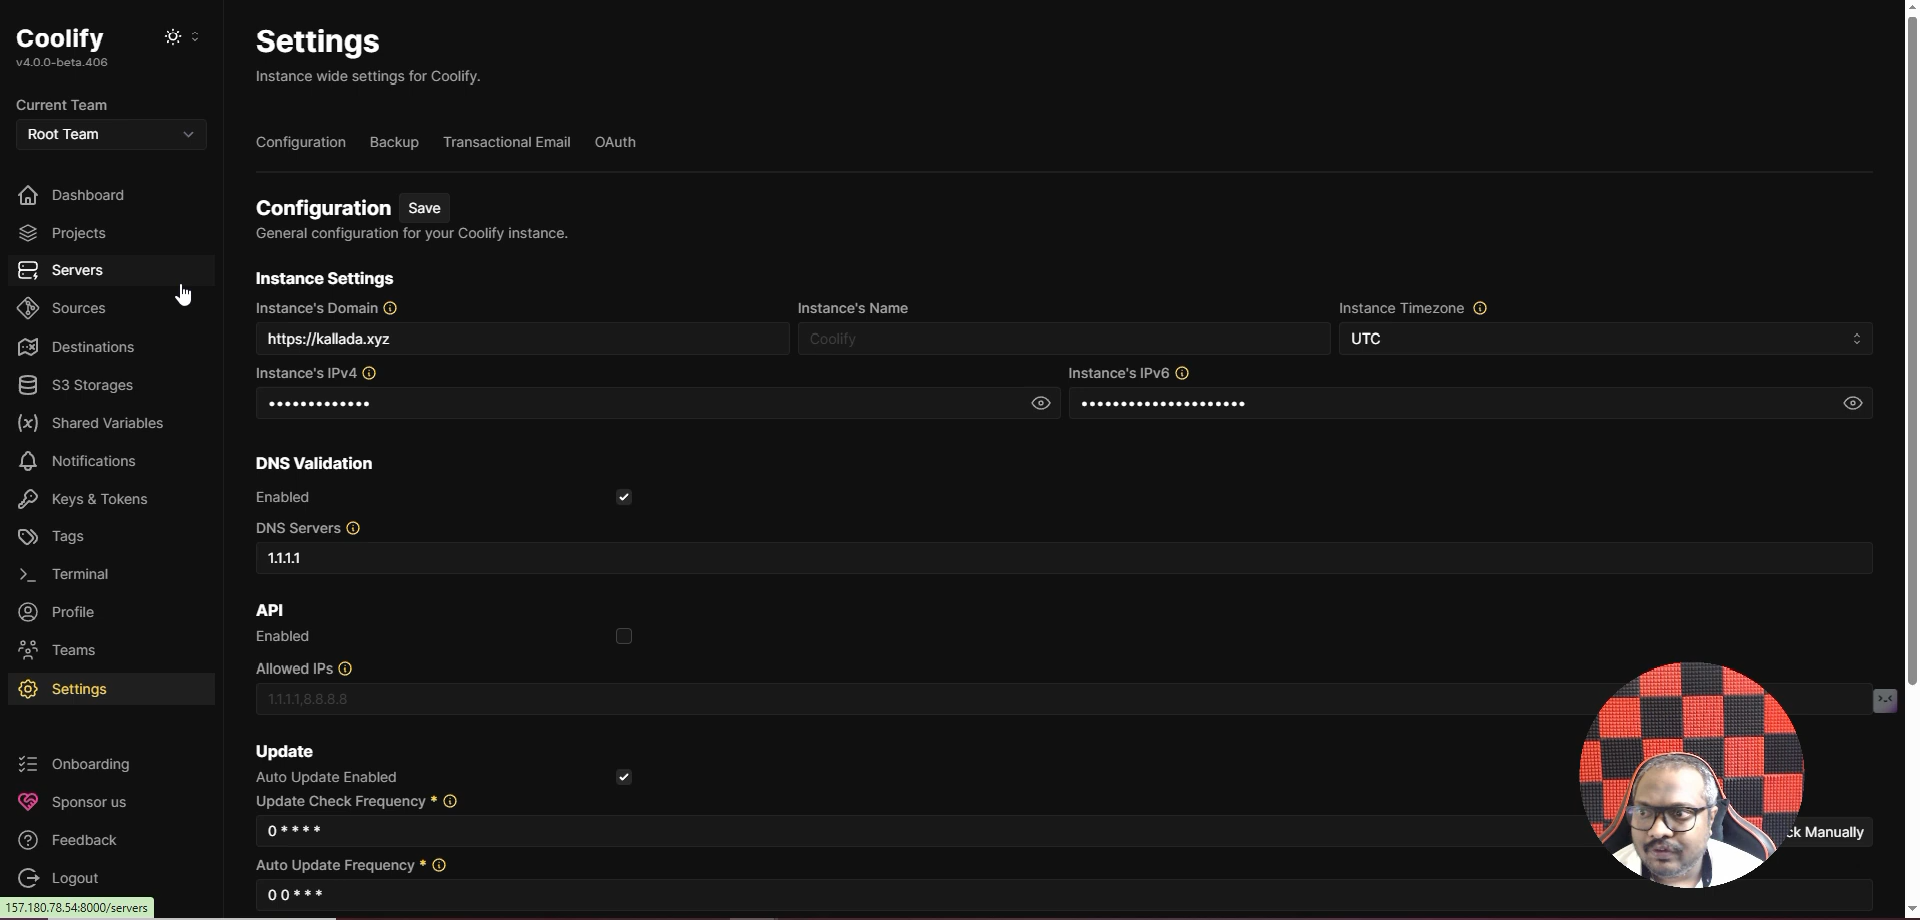 Coolify
v4.0.0-beta.406
Current Team
Root Team
Dashboard
Projects
Servers
Sources
Destinations
S3 Storages
Shared Variables
Notifications
Keys & Tokens
Tags
Terminal
Profile
Teams
Settings
Onboarding
Sponsor us
Feedback
Logout
157.180.78.54:8000/servers
Settings
Instance wide settings for Coolify.
Configuration Backup Transactional Email OAuth
Configuration Save
General configuration for your Coolify instance.
Instance Settings
Instance's Domain Instance's Name Instance Timezone
https://kallada.xyz Coolify UTC
Instance's IPv4 Instance's IPv6
••••••••••••• •••••••••••••••••••••
DNS Validation
Enabled
DNS Servers
1.1.1.1
API
Enabled
Allowed IPs
1.1.1.1,8.8.8.8
Update
Auto Update Enabled
Update Check Frequency *
0 * * * * ck Manually
Auto Update Frequency *
0 0 * * *